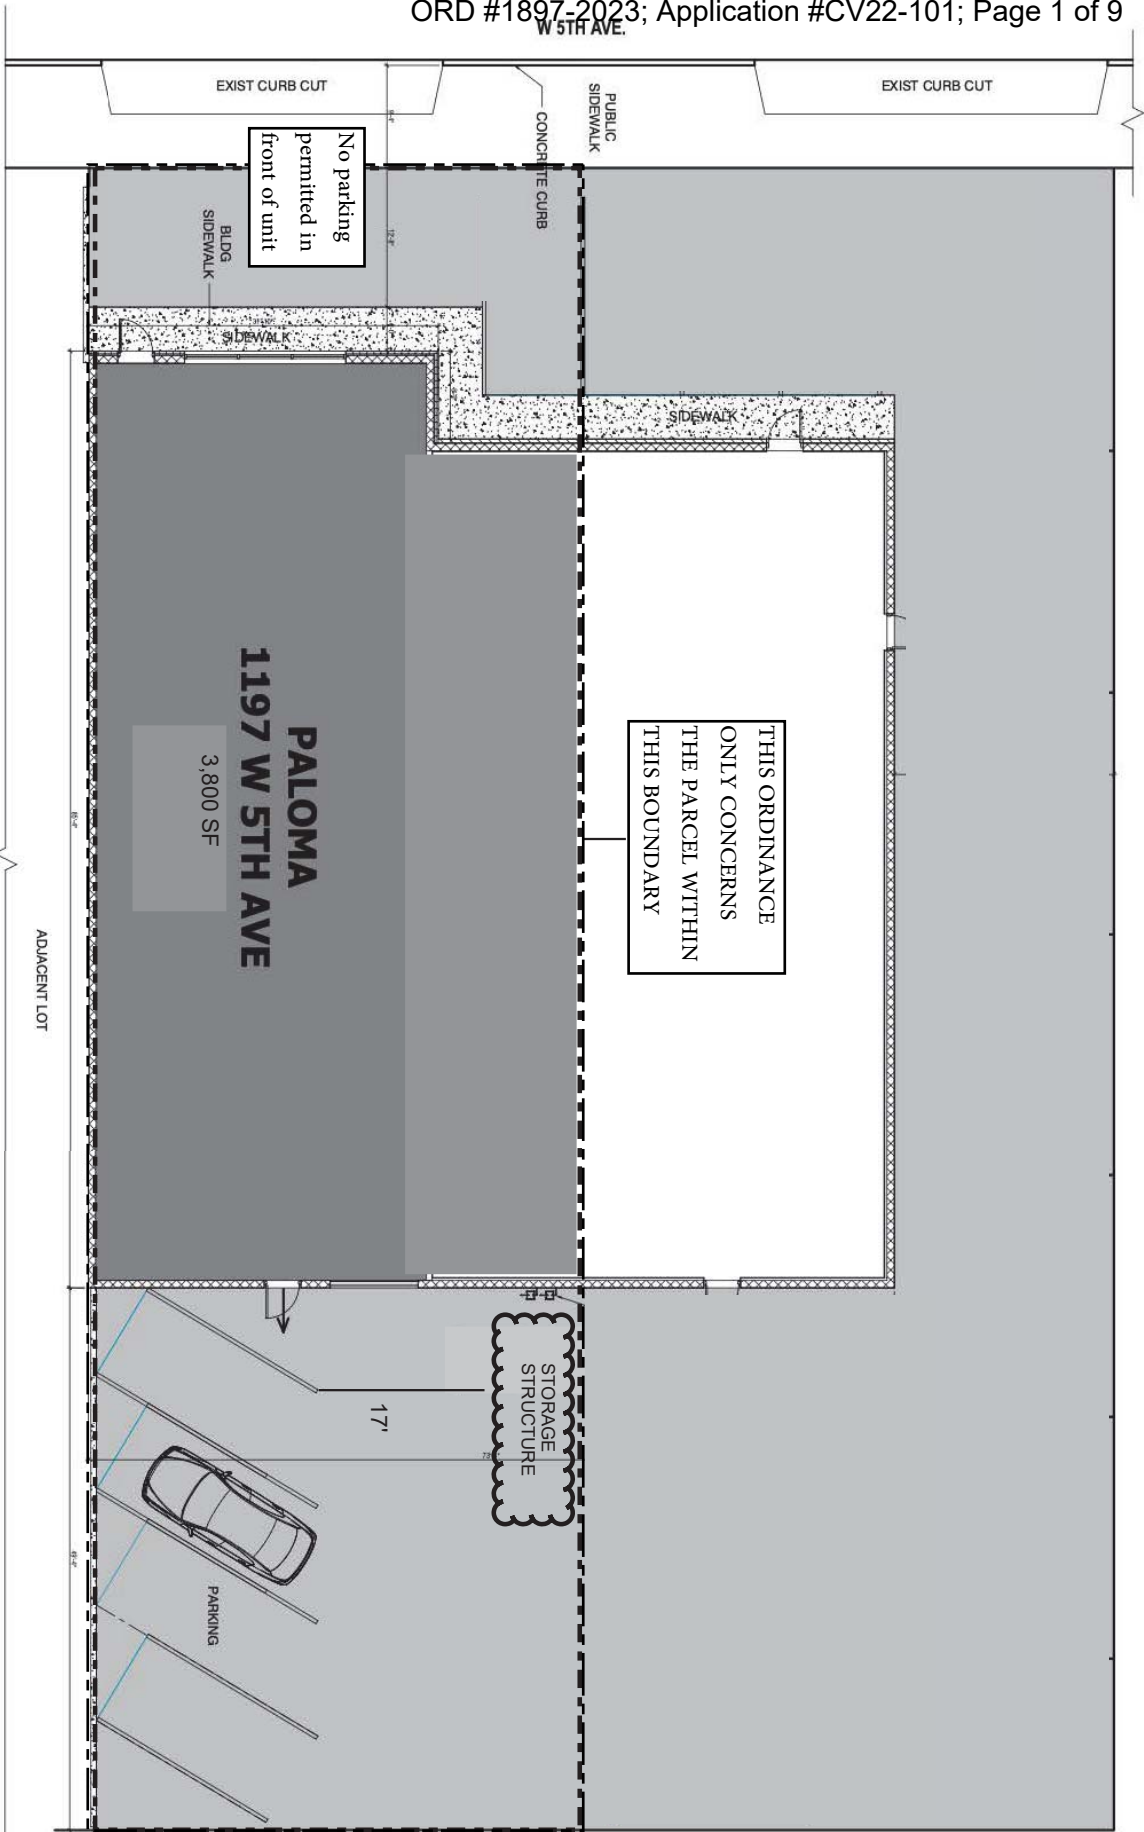 ORD #1897-2023; Application #CV22-101; Page 1 of 9
W 5TH AVE.
EXIST CURB CUT
EXIST CURB CUT
PUBLIC
SIDEWALK
CONCRETE CURB
No parking
permitted in
front of unit
BLDG
SIDEWALK
SIDEWALK
SIDEWALK
THIS ORDINANCE
ONLY CONCERNS
THE PARCEL WITHIN
THIS BOUNDARY
PALOMA
1197 W 5TH AVE
3,800 SF
ADJACENT LOT
STORAGE
STRUCTURE
17'
PARKING